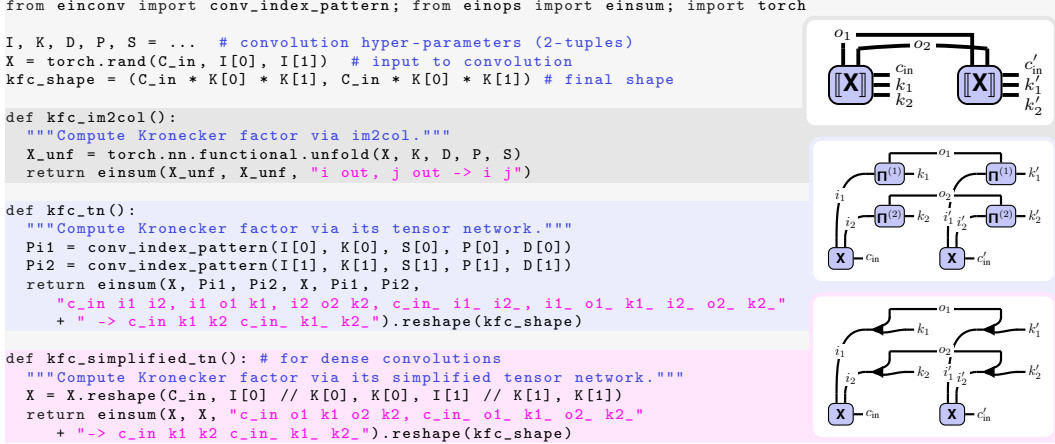 from einconv import conv_index_pattern; from einops import einsum; import torch
I, K, D, P, S = ... # convolution hyper-parameters (2-tuples)
X = torch.rand(C_in, I[0], I[1]) # input to convolution
kfc_shape = (C_in * K[0] * K[1], C_in * K[0] * K[1]) # final shape
def kfc_im2col():
"""Compute Kronecker factor via im2col."""
X_unf = torch.nn.functional.unfold(X, K, D, P, S)
return einsum(X_unf, X_unf, "i out, j out -> i j")
def kfc_tn():
"""Compute Kronecker factor via its tensor network."""
Pi1 = conv_index_pattern(I[0], K[0], S[0], P[0], D[0])
Pi2 = conv_index_pattern(I[1], K[1], S[1], P[1], D[1])
return einsum(X, Pi1, Pi2, X, Pi1, Pi2,
"c_in i1 i2, i1 o1 k1, i2 o2 k2, c_in_ i1_ i2_, i1_ o1_ k1_ i2_ o2_ k2_"
+ " -> c_in k1 k2 c_in_ k1_ k2_").reshape(kfc_shape)
def kfc_simplified_tn(): # for dense convolutions
"""Compute Kronecker factor via its simplified tensor network."""
X = X.reshape(C_in, I[0] // K[0], K[0], I[1] // K[1], K[1])
return einsum(X, X, "c_in o1 k1 o2 k2, c_in_ o1_ k1_ o2_ k2_"
+ "-> c_in k1 k2 c_in_ k1_ k2_").reshape(kfc_shape)
o₁
o₂
⟦X⟧ c_in k₁ k₂ ⟦X⟧ c′_in k′₁ k′₂
o₁
Π⁽¹⁾ k₁ Π⁽¹⁾ k′₁
i₁ o₂
i₂ Π⁽²⁾ k₂ i′₁ i′₂ Π⁽²⁾ k′₂
X c_in X c′_in
o₁
k₁ k′₁
i₁ o₂
i₂ k₂ i′₁ i′₂ k′₂
X c_in X c′_in